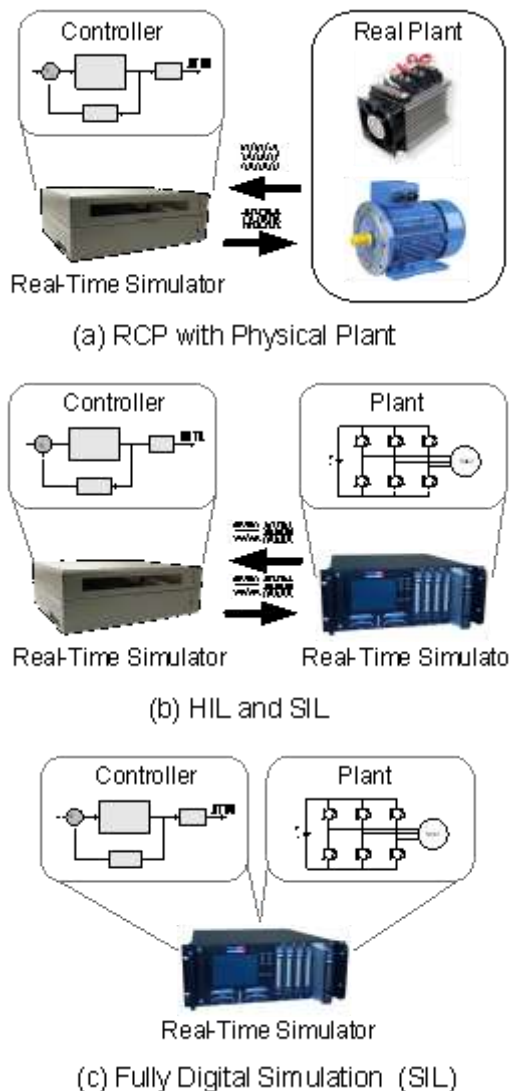 Controller
Real Plant
Real-Time Simulator
(a) RCP with Physical Plant
Controller
Plant
Real-Time Simulator
Real-Time Simulato
(b) HIL and SIL
Controller
Plant
Real-Time Simulator
(c) Fully Digital Simulation (SIL)